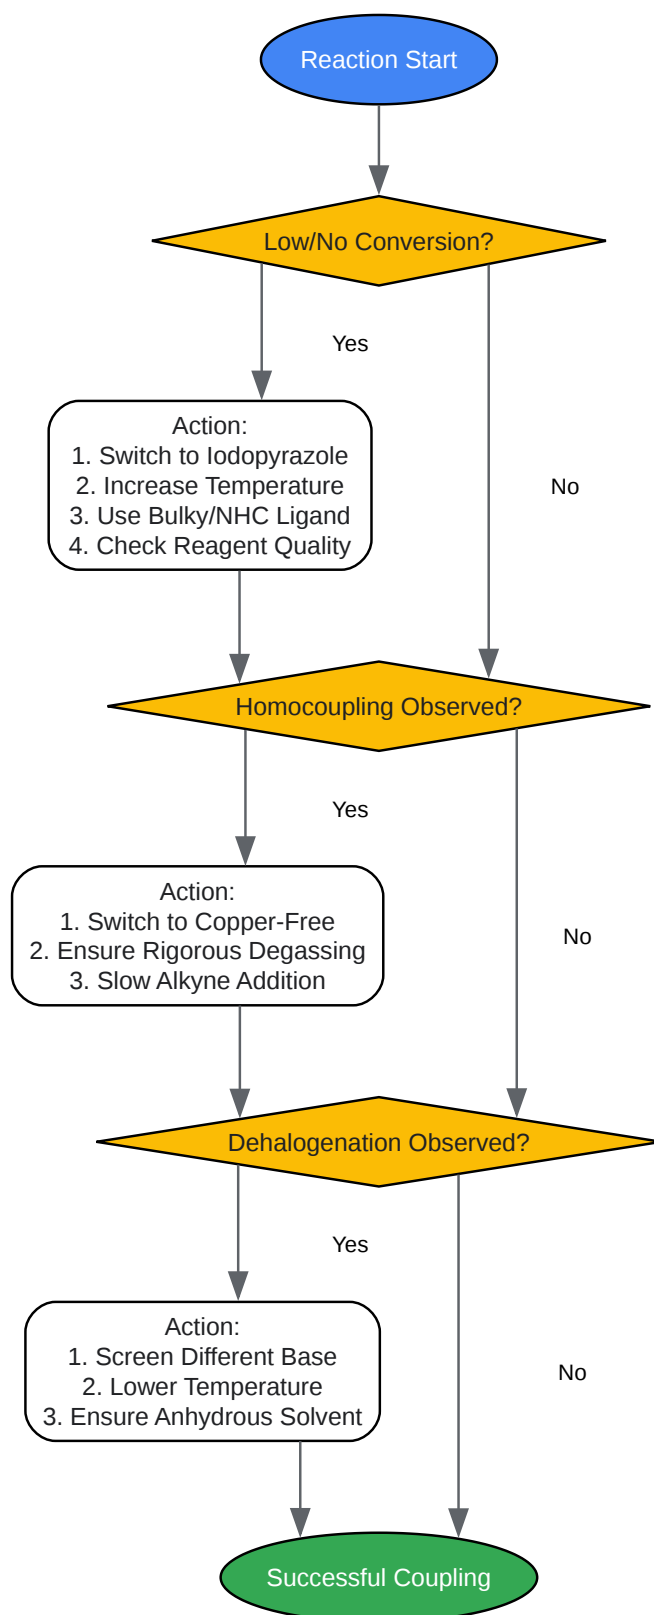 Reaction Start
Low/No Conversion?
Yes
Action:
1. Switch to Iodopyrazole
2. Increase Temperature
3. Use Bulky/NHC Ligand
4. Check Reagent Quality
No
Homocoupling Observed?
Yes
Action:
1. Switch to Copper-Free
2. Ensure Rigorous Degassing
3. Slow Alkyne Addition
No
Dehalogenation Observed?
Yes
Action:
1. Screen Different Base
2. Lower Temperature
3. Ensure Anhydrous Solvent
No
Successful Coupling